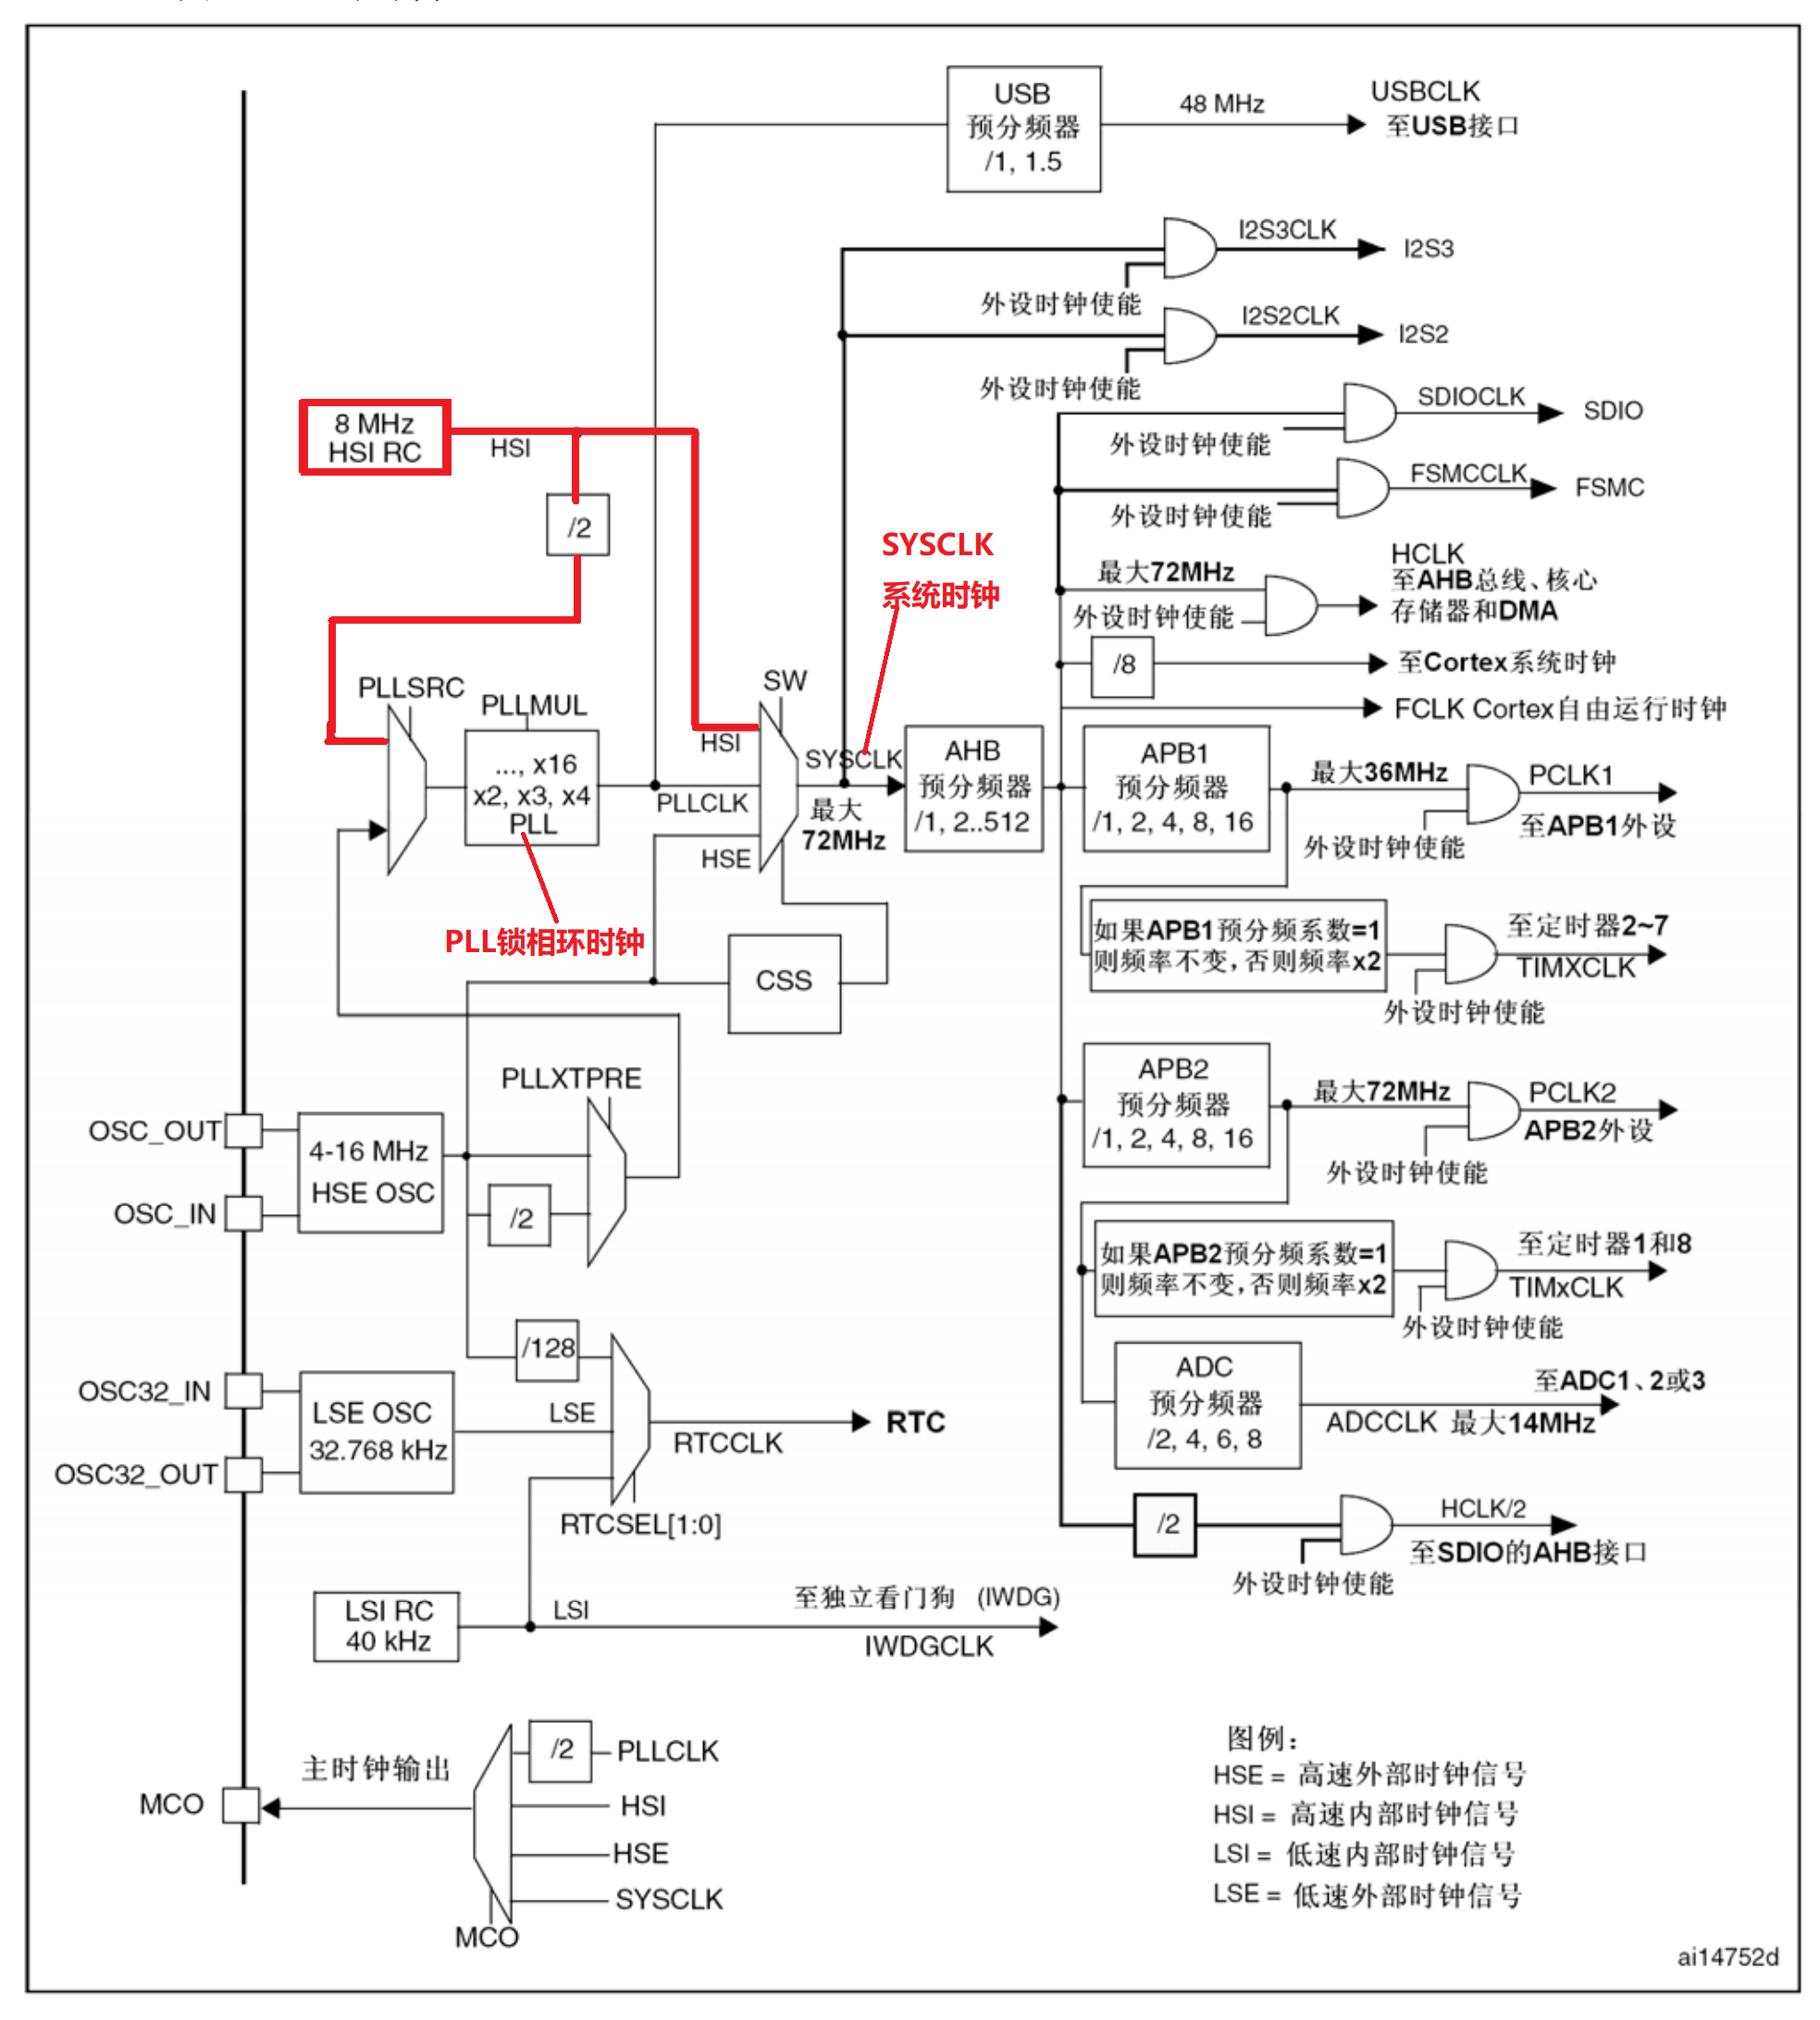 USB
预分频器
/1, 1.5
48 MHz
USBCLK
至USB接口
I2S3CLK
I2S3
外设时钟使能
I2S2CLK
I2S2
外设时钟使能
SDIOCLK
SDIO
外设时钟使能
FSMCCLK
FSMC
外设时钟使能
8 MHz
HSI RC
HSI
/2
SYSCLK
系统时钟
HCLK
最大72MHz
至AHB总线、核心
存储器和DMA
外设时钟使能
/8
至Cortex系统时钟
FCLK Cortex自由运行时钟
PLLSRC
PLLMUL
..., x16
x2, x3, x4
PLL
SW
HSI
PLLCLK
HSE
SYSCLK
最大
72MHz
AHB
预分频器
/1, 2..512
APB1
预分频器
/1, 2, 4, 8, 16
最大36MHz
PCLK1
至APB1外设
外设时钟使能
PLL锁相环时钟
如果APB1预分频系数=1
则频率不变,否则频率x2
至定时器2~7
TIMXCLK
外设时钟使能
CSS
PLLXTPRE
OSC_OUT
OSC_IN
4-16 MHz
HSE OSC
/2
APB2
预分频器
/1, 2, 4, 8, 16
最大72MHz
PCLK2
APB2外设
外设时钟使能
如果APB2预分频系数=1
则频率不变,否则频率x2
至定时器1和8
TIMxCLK
外设时钟使能
/128
OSC32_IN
OSC32_OUT
LSE OSC
32.768 kHz
LSE
RTCCLK
RTC
RTCSEL[1:0]
ADC
预分频器
/2, 4, 6, 8
至ADC1、2或3
ADCCLK 最大14MHz
/2
HCLK/2
至SDIO的AHB接口
外设时钟使能
LSI RC
40 kHz
LSI
至独立看门狗 (IWDG)
IWDGCLK
主时钟输出
MCO
/2
PLLCLK
HSI
HSE
SYSCLK
MCO
图例:
HSE = 高速外部时钟信号
HSI = 高速内部时钟信号
LSI = 低速内部时钟信号
LSE = 低速外部时钟信号
ai14752d